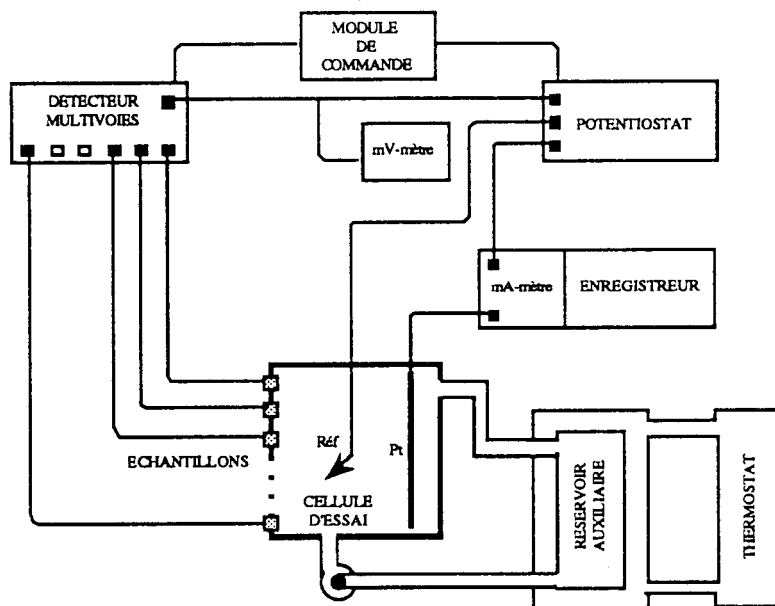 MODULE
DE
COMMANDE
DETECTEUR
MULTIVOIES
POTENTIOSTAT
mV-mètre
mA-mètre
ENREGISTREUR
Réf
Pt
ECHANTILLONS
CELLULE
D'ESSAI
RESERVOIR
AUXILIAIRE
THERMOSTAT